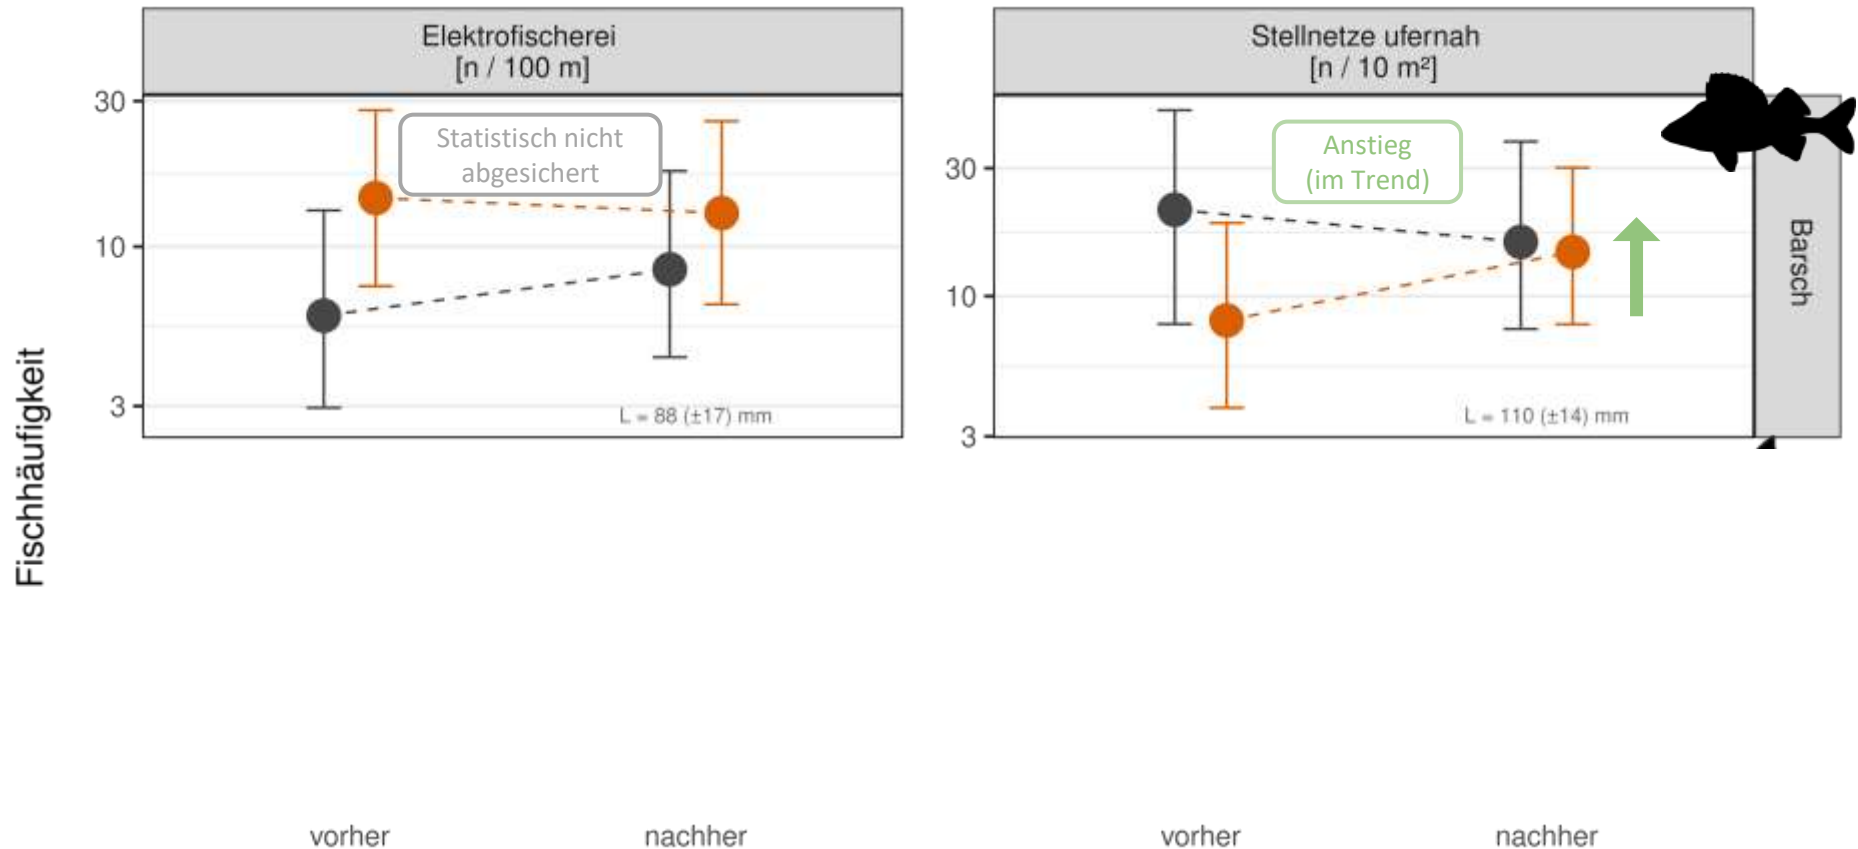 Elektrofischerei
[n / 100 m]
Stellnetze ufernah
[n / 10 m²]
30
10
3
Statistisch nicht
abgesichert
L = 88 (±17) mm
30
10
3
Anstieg
(im Trend)
L = 110 (±14) mm
Barsch
Fischhäufigkeit
vorher
nachher
vorher
nachher